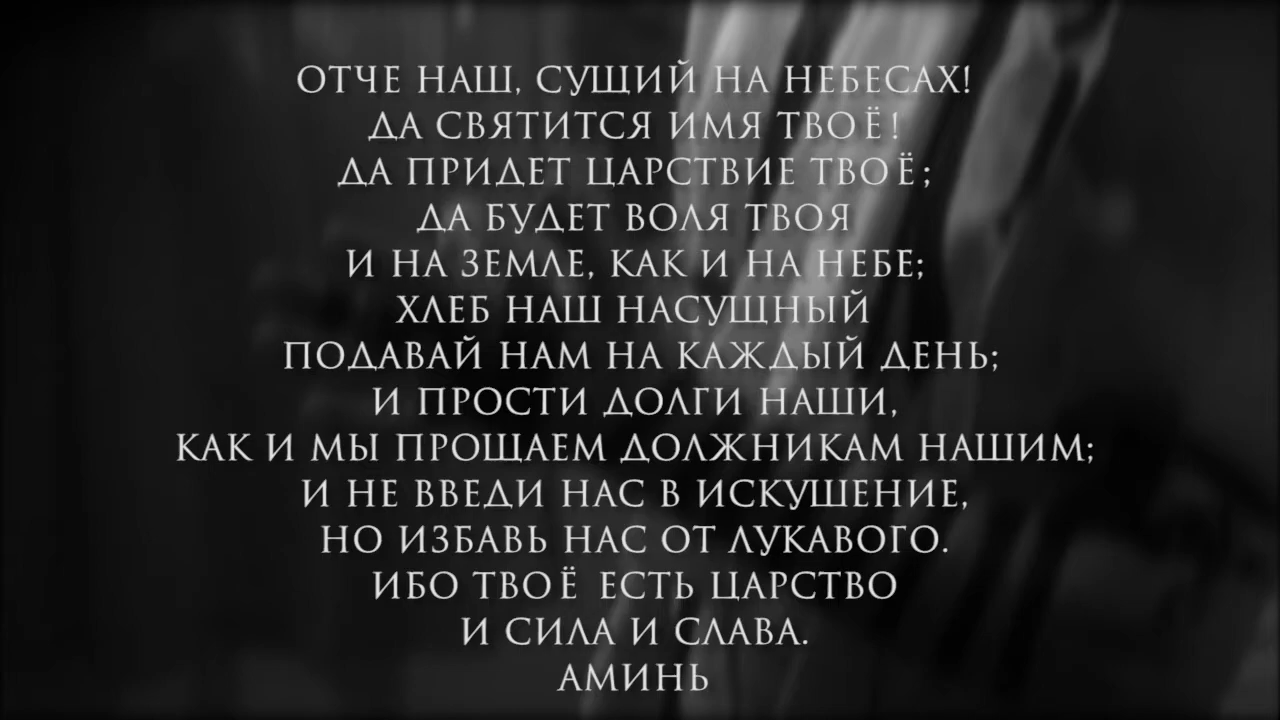 ОТЧЕ НАШ, СУЩИЙ НА НЕБЕСАХ!
ДА СВЯТИТСЯ ИМЯ ТВОЁ!
ДА ПРИДЕТ ЦАРСТВИЕ ТВОЁ;
ДА БУДЕТ ВОЛЯ ТВОЯ
И НА ЗЕМЛЕ, КАК И НА НЕБЕ;
ХЛЕБ НАШ НАСУЩНЫЙ
ПОДАВАЙ НАМ НА КАЖДЫЙ ДЕНЬ;
И ПРОСТИ ДОЛГИ НАШИ,
КАК И МЫ ПРОЩАЕМ ДОЛЖНИКАМ НАШИМ;
И НЕ ВВЕДИ НАС В ИСКУШЕНИЕ,
НО ИЗБАВЬ НАС ОТ ЛУКАВОГО.
ИБО ТВОЁ ЕСТЬ ЦАРСТВО
И СИЛА И СЛАВА.
АМИНЬ